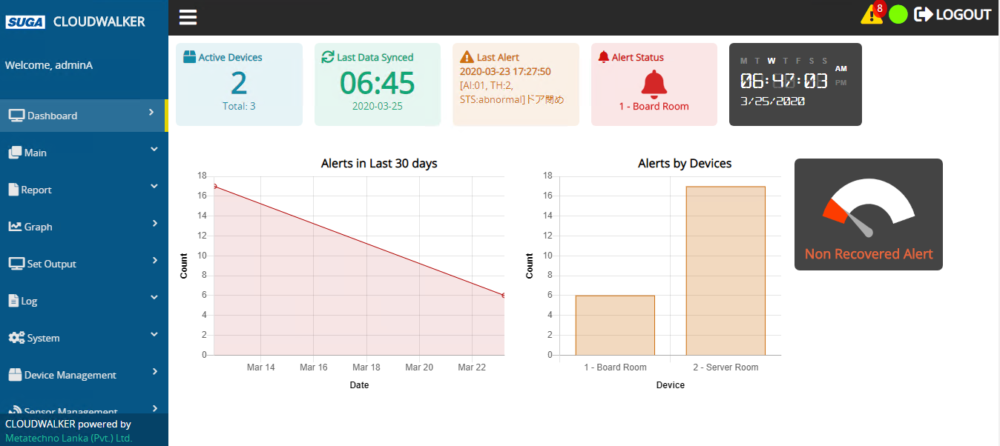 SUGA CLOUDWALKER
8
LOGOUT
Welcome, adminA
Dashboard
Main
Report
Graph
Set Output
Log
System
Device Management
Sensor Management
CLOUDWALKER powered by
Metatechno Lanka (Pvt.) Ltd.
Active Devices
2
Total: 3
Last Data Synced
06:45
2020-03-25
Last Alert
2020-03-23 17:27:50
[AI:01, TH:2,
STS:abnormal]ドア閉め
Alert Status
1 - Board Room
M T W T F S S
AM
06:40:03
PM
3/25/2020
Alerts in Last 30 days
18
16
14
12
10
8
6
4
2
0
Count
Mar 14 Mar 16 Mar 18 Mar 20 Mar 22
Date
Alerts by Devices
18
16
14
12
10
8
6
4
2
0
Count
1 - Board Room 2 - Server Room
Device
Non Recovered Alert